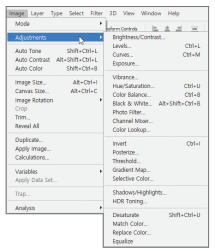 Image Layer Type Select Filter 3D View Window Help
Mode
Adjustments
Auto Tone Shift+Ctrl+L
Auto Contrast Alt+Shift+Ctrl+L
Auto Color Shift+Ctrl+B
Image Size... Alt+Ctrl+I
Canvas Size... Alt+Ctrl+C
Image Rotation
Crop
Trim...
Reveal All
Duplicate...
Apply Image...
Calculations...
Variables
Apply Data Set...
Trap...
Analysis
Controls
Brightness/Contrast...
Levels... Ctrl+L
Curves... Ctrl+M
Exposure...
Vibrance...
Hue/Saturation... Ctrl+U
Color Balance... Ctrl+B
Black & White... Alt+Shift+Ctrl+B
Photo Filter...
Channel Mixer...
Color Lookup...
Invert Ctrl+I
Posterize...
Threshold...
Gradient Map...
Selective Color...
Shadows/Highlights...
HDR Toning...
Desaturate Shift+Ctrl+U
Match Color...
Replace Color...
Equalize